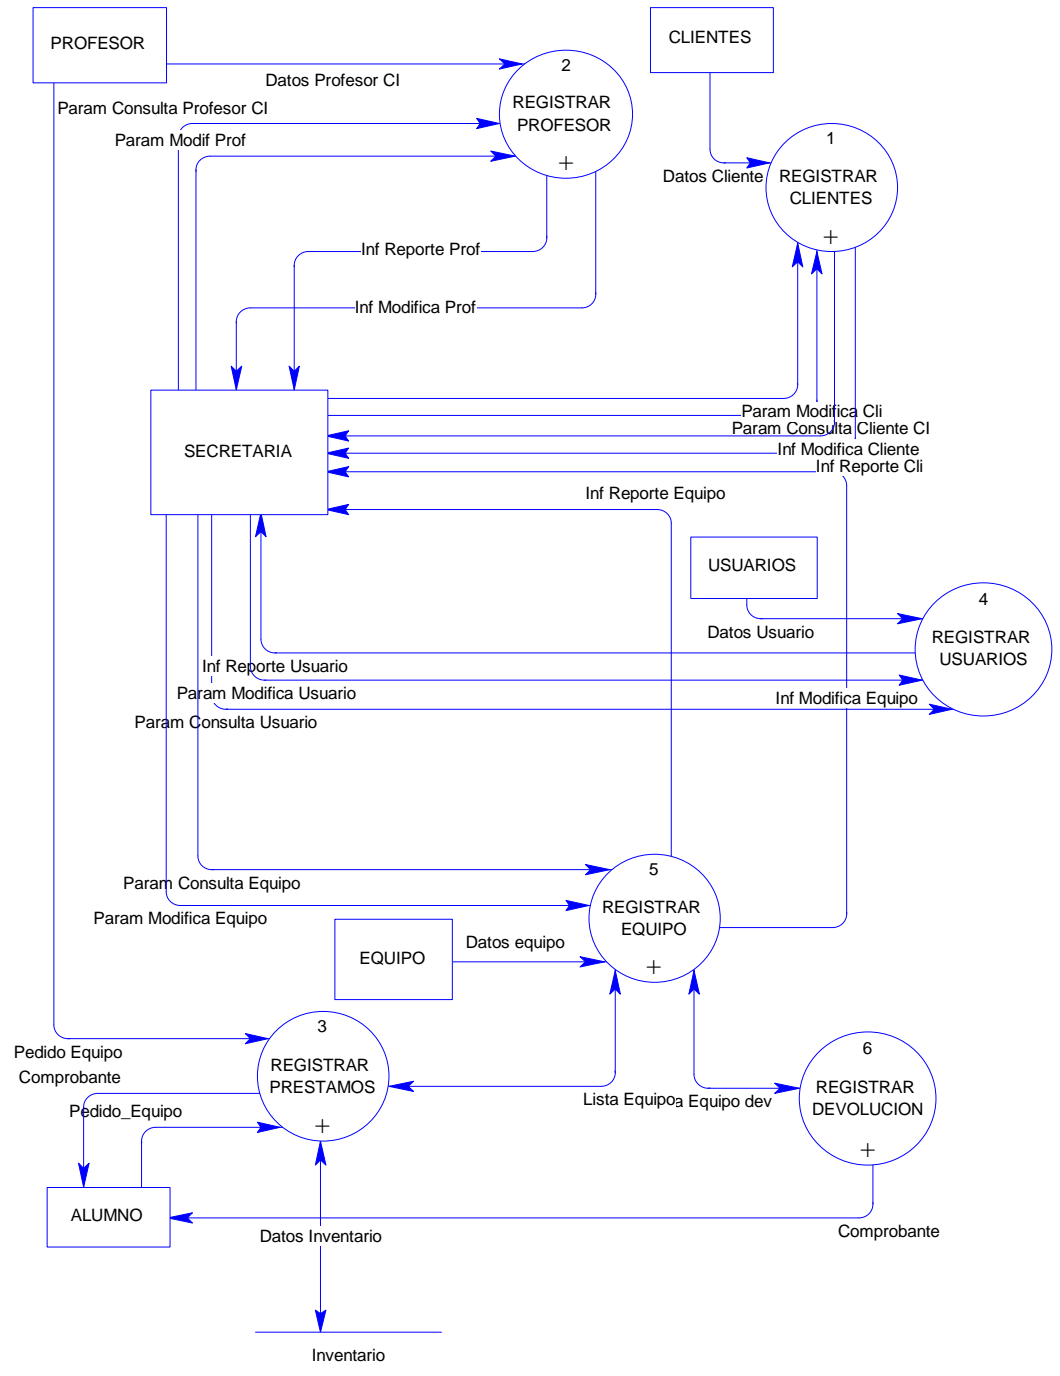 PROFESOR
CLIENTES
2
REGISTRAR
PROFESOR
+
Datos Profesor CI
Param Consulta Profesor CI
Param Modif Prof
1
REGISTRAR
CLIENTES
+
Datos Cliente
Inf Reporte Prof
Inf Modifica Prof
SECRETARIA
Param Modifica Cli
Param Consulta Cliente CI
Inf Modifica Cliente
Inf Reporte Cli
Inf Reporte Equipo
USUARIOS
4
REGISTRAR
USUARIOS
Datos Usuario
Inf Reporte Usuario
Param Modifica Usuario
Inf Modifica Equipo
Param Consulta Usuario
5
REGISTRAR
EQUIPO
+
Param Consulta Equipo
Param Modifica Equipo
EQUIPO
Datos equipo
3
REGISTRAR
PRESTAMOS
+
Pedido Equipo
Comprobante
Pedido_Equipo
6
REGISTRAR
DEVOLUCION
+
Lista Equipo
Equipo dev
ALUMNO
Datos Inventario
Comprobante
Inventario